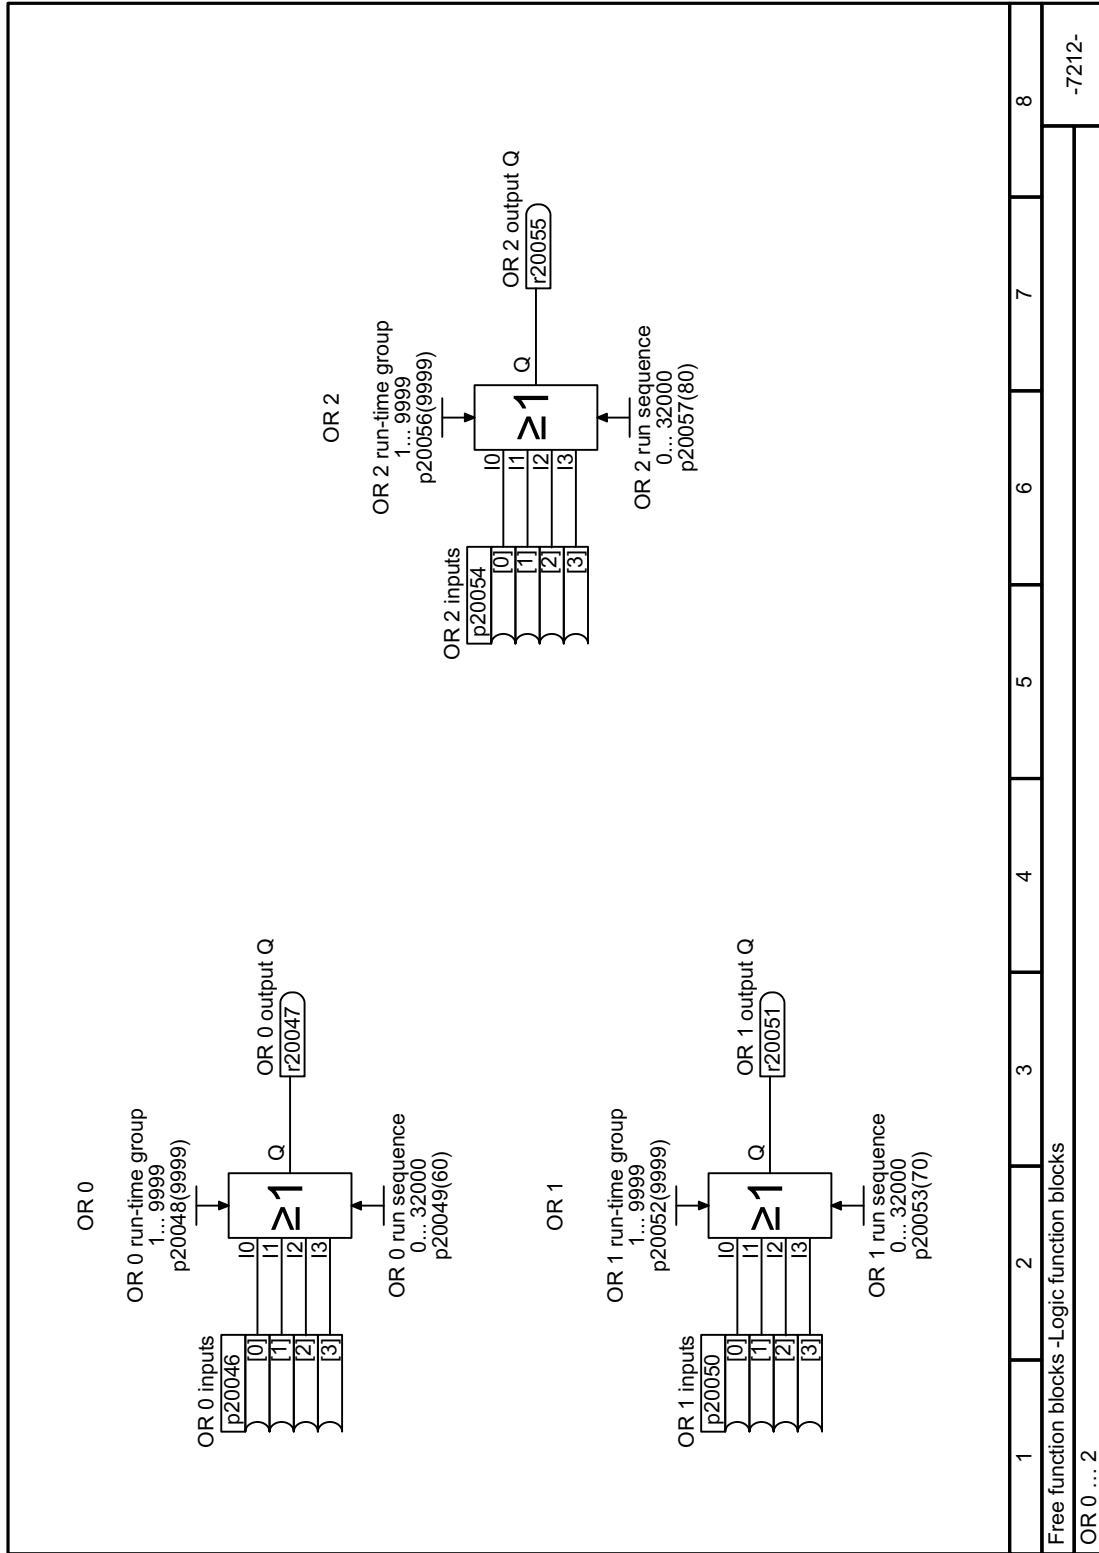 OR 0
OR 0 run-time group
1... 9999
p20048(9999)
OR 0 inputs
p20046
[0]
[1]
[2]
[3]
I0
I1
I2
I3
≥1
Q
OR 0 output Q
r20047
OR 0 run sequence
0... 32000
p20049(60)
OR 1
OR 1 run-time group
1... 9999
p20052(9999)
OR 1 inputs
p20050
[0]
[1]
[2]
[3]
I0
I1
I2
I3
≥1
Q
OR 1 output Q
r20051
OR 1 run sequence
0... 32000
p20053(70)
OR 2
OR 2 run-time group
1... 9999
p20056(9999)
OR 2 inputs
p20054
[0]
[1]
[2]
[3]
I0
I1
I2
I3
≥1
Q
OR 2 output Q
r20055
OR 2 run sequence
0... 32000
p20057(80)
1 2 3 4 5 6 7 8
Free function blocks -Logic function blocks
OR 0 ... 2
-7212-